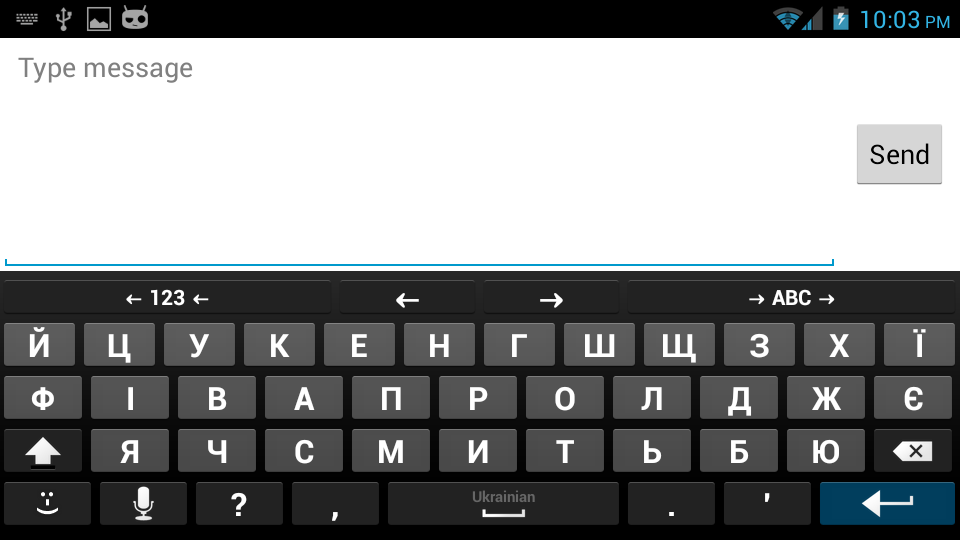 10:03 PM
Type message
Send
← 123 ← ← → → ABC →
Й Ц У К Е Н Г Ш Щ З Х Ї
Ф І В А П Р О Л Д Ж Є
Я Ч С М И Т Ь Б Ю
? , Ukrainian . '